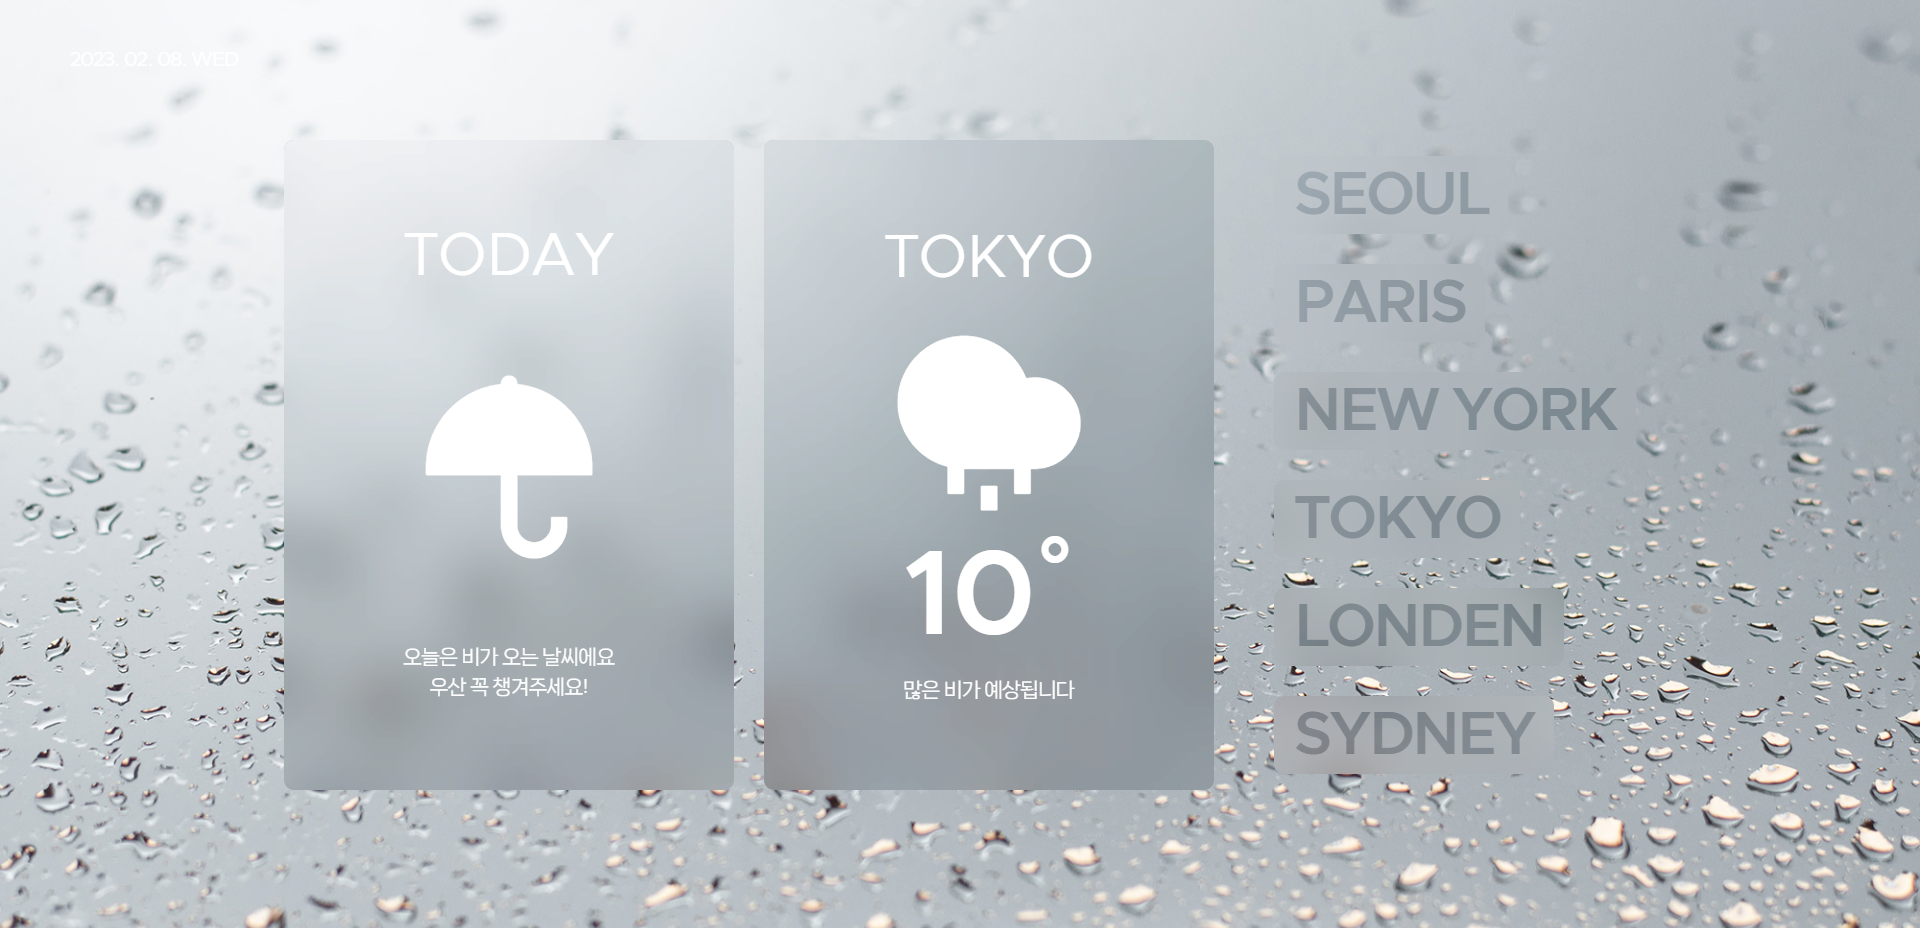 2023. 02. 08. WED
TODAY
오늘은 비가 오는 날씨에요
우산 꼭 챙겨주세요!
TOKYO
10°
많은 비가 예상됩니다
SEOUL
PARIS
NEW YORK
TOKYO
LONDEN
SYDNEY